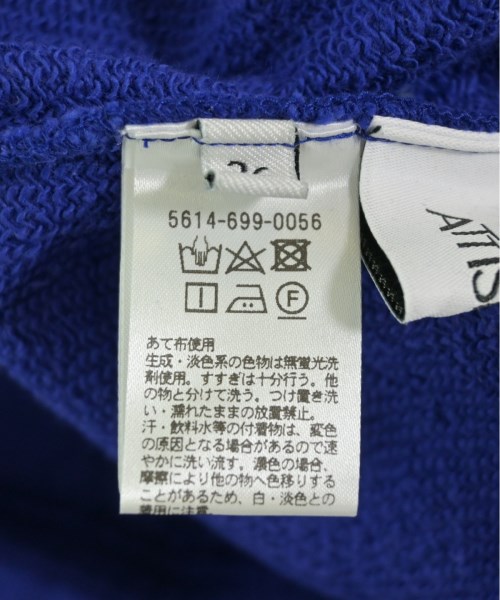 5614-699-0056
F
あて布使用
生成・淡色系の色物は無蛍光洗
剤使用。すすぎは十分行う。他
の物と分けて洗う。つけ置き洗
い・濡れたままの放置禁止。
汗・飲料水等の付着物は、変色
の原因となる場合があるので速
やかに洗い流す。濃色の場合、
摩擦により他の物へ色移りする
ことがあるため、白・淡色との
着用に注意。